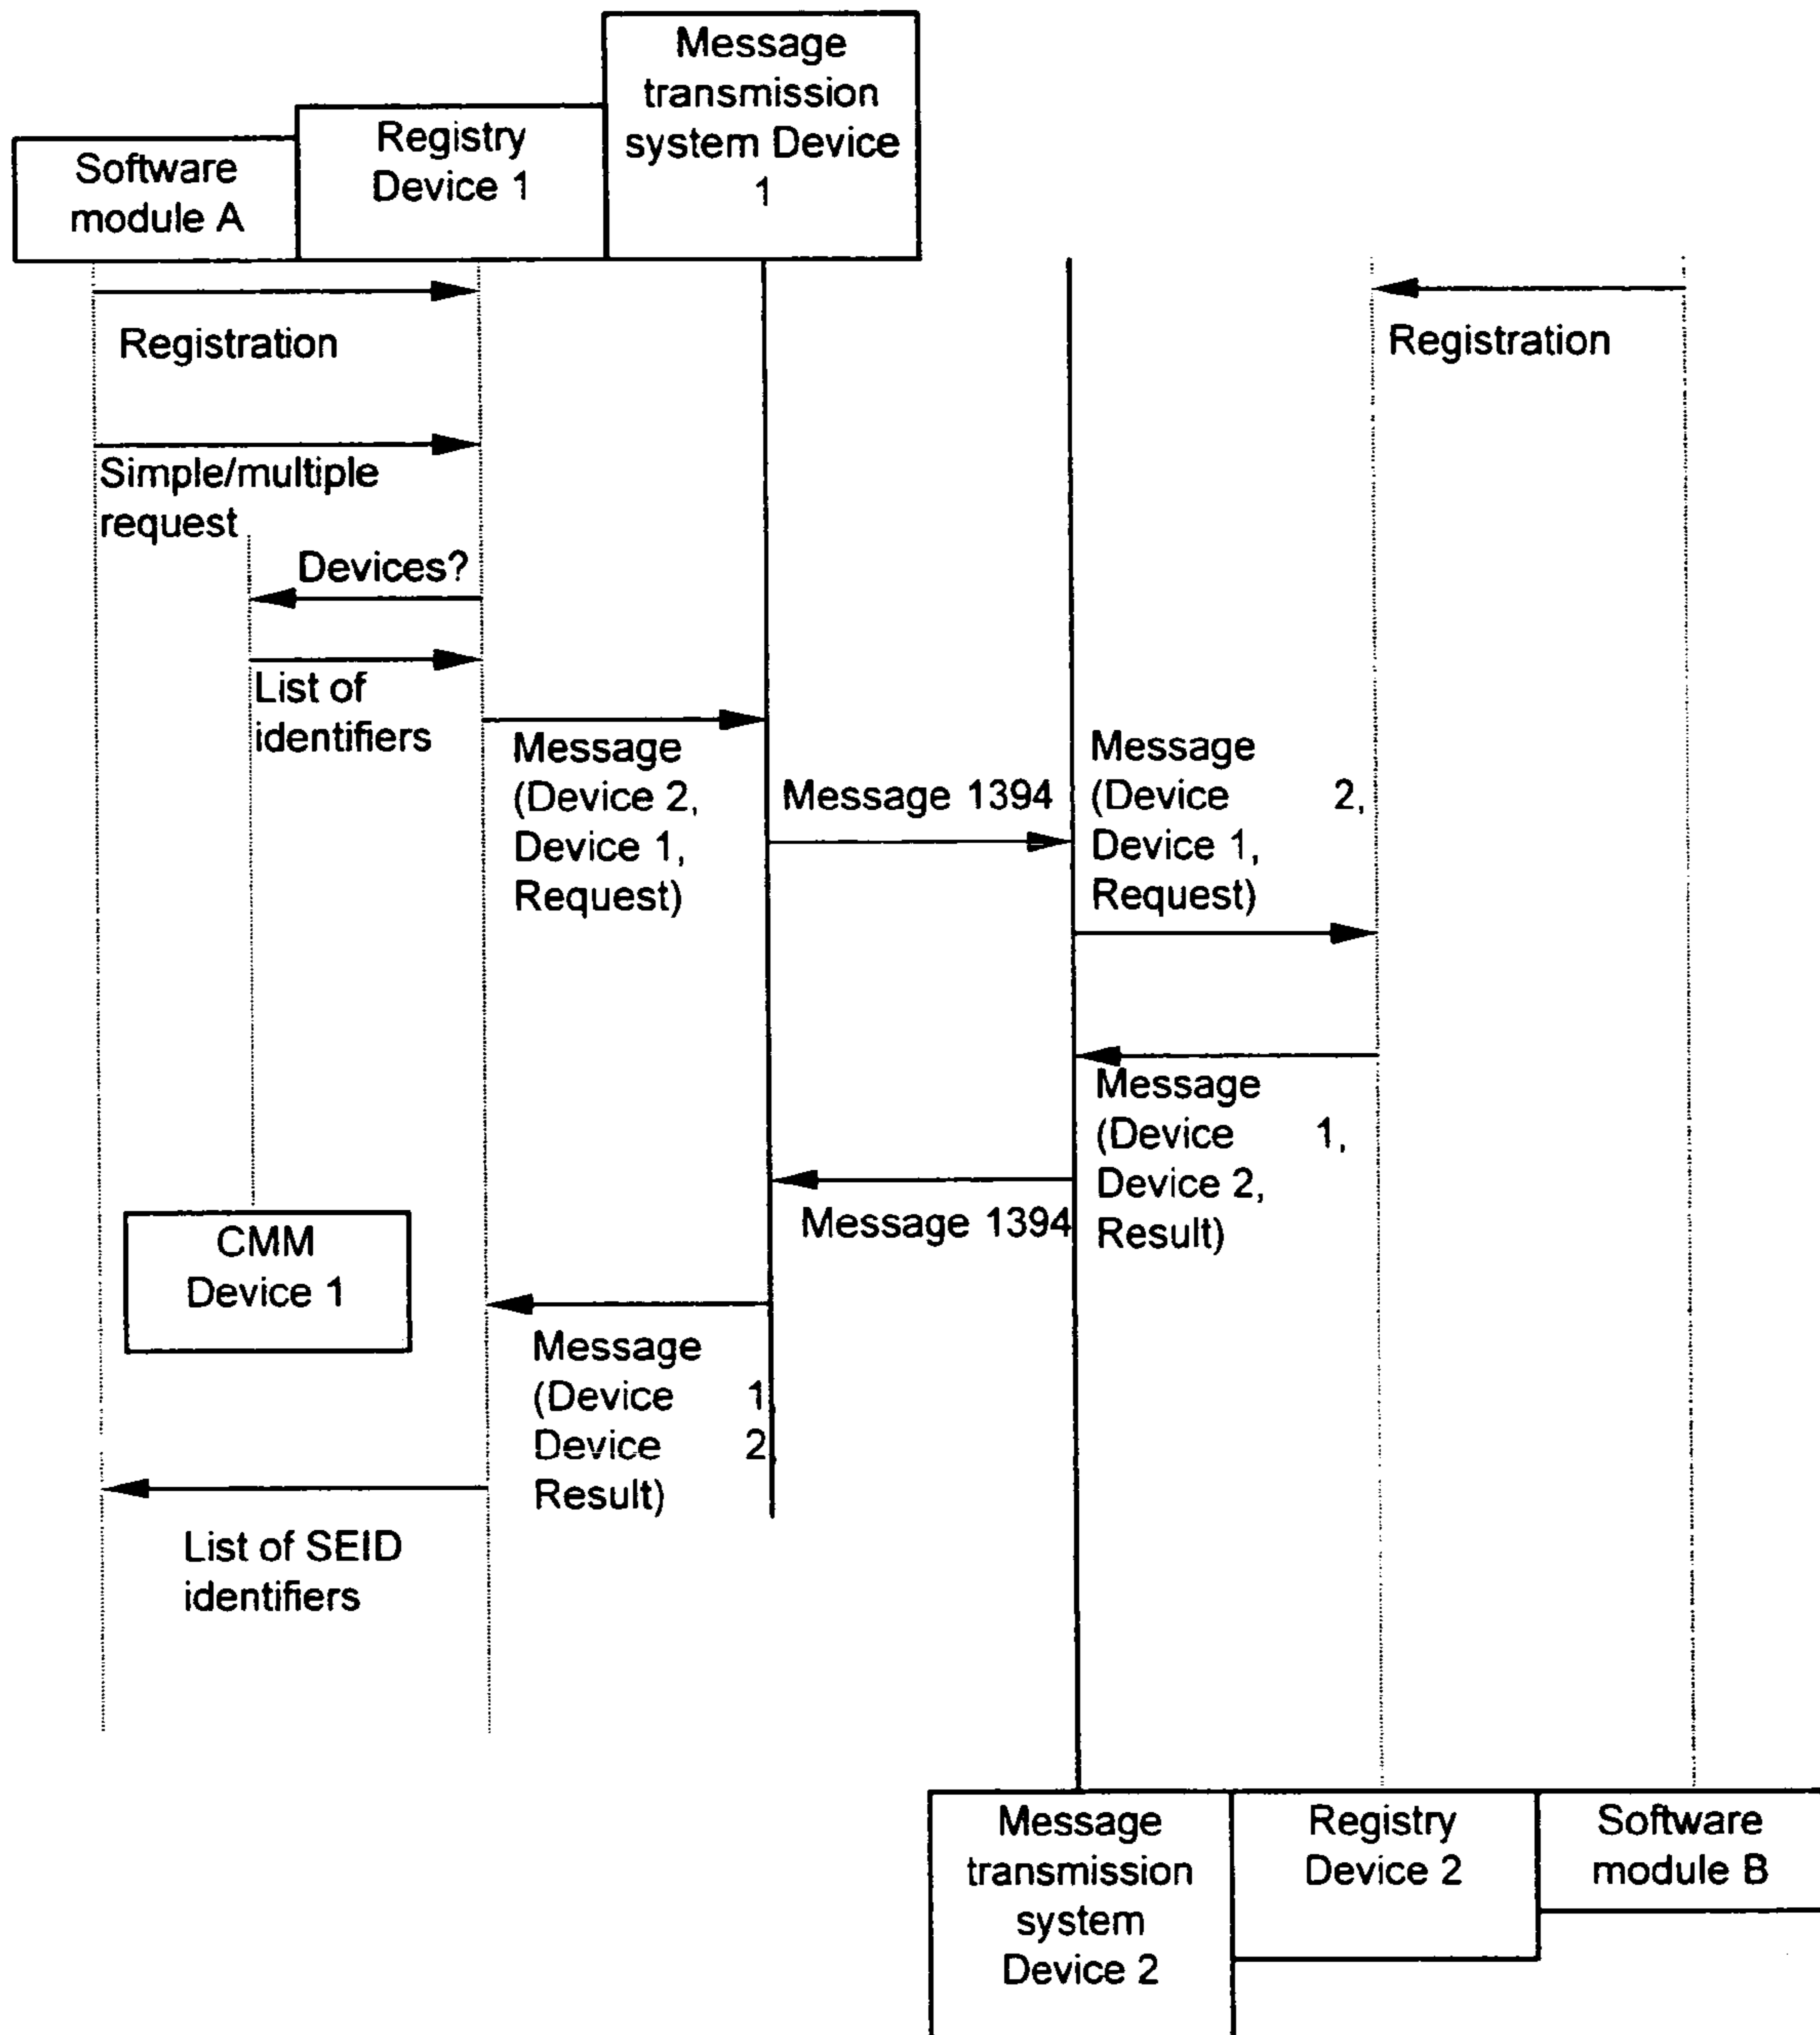 Message
transmission
system Device
1
Registry
Device 1
Software
module A
Registration
Registration
Simple/multiple
request
Devices?
List of
identifiers
Message
(Device 2,
Device 1,
Request)
Message 1394
Message
(Device 2,
Device 1,
Request)
Message
(Device 1,
Device 2,
Result)
Message 1394
CMM
Device 1
Message
(Device 1
Device 2
Result)
List of SEID
identifiers
Message
transmission
system
Device 2
Registry
Device 2
Software
module B